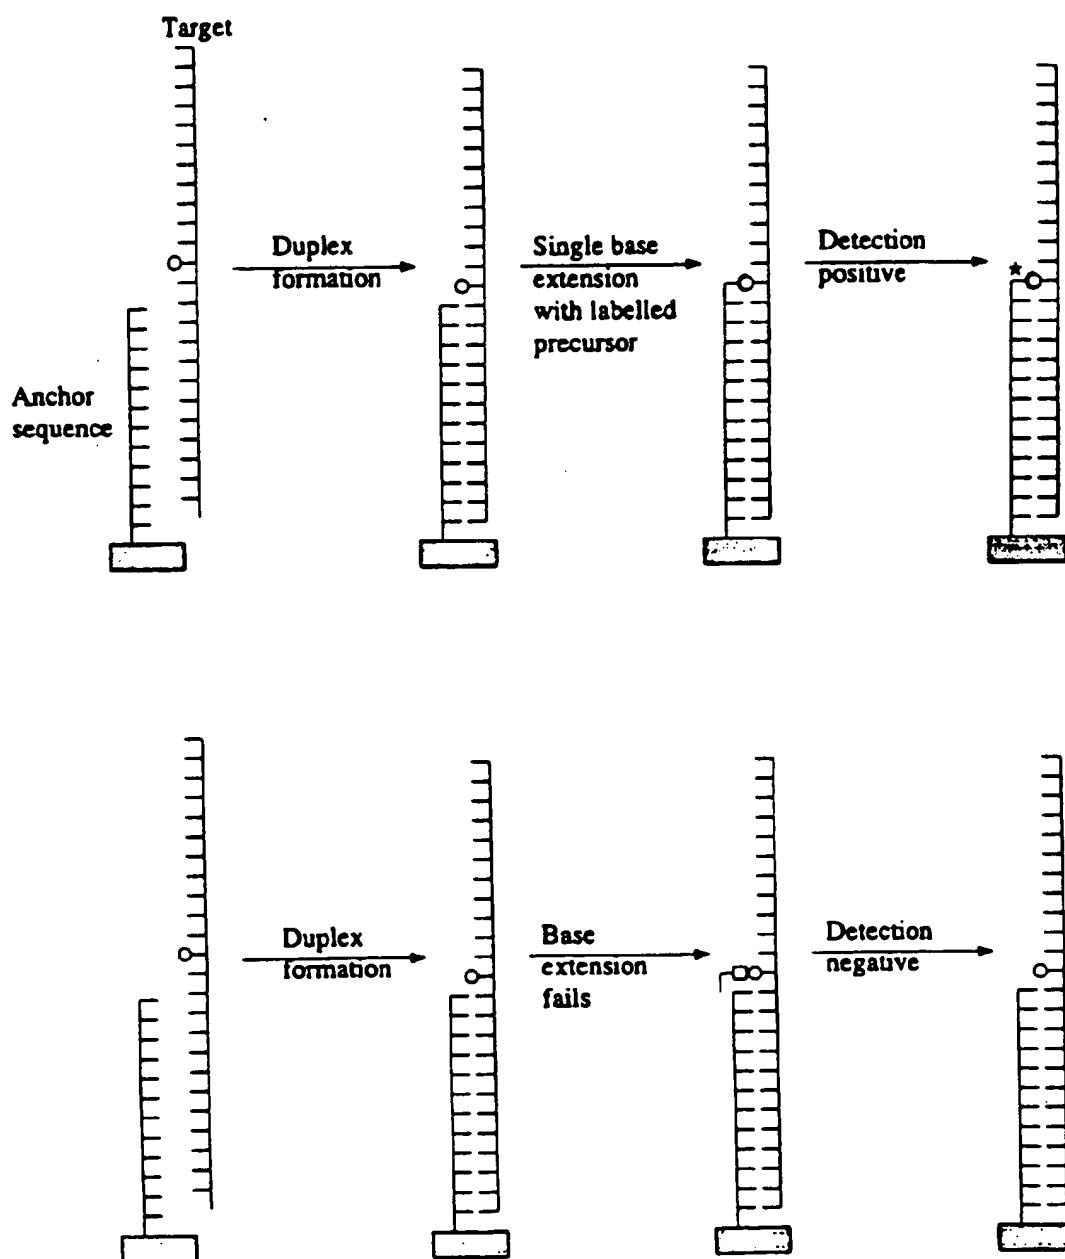 Target
Duplex
formation
Single base
extension
with labelled
precursor
Detection
positive
*
Anchor
sequence
Duplex
formation
Base
extension
fails
Detection
negative